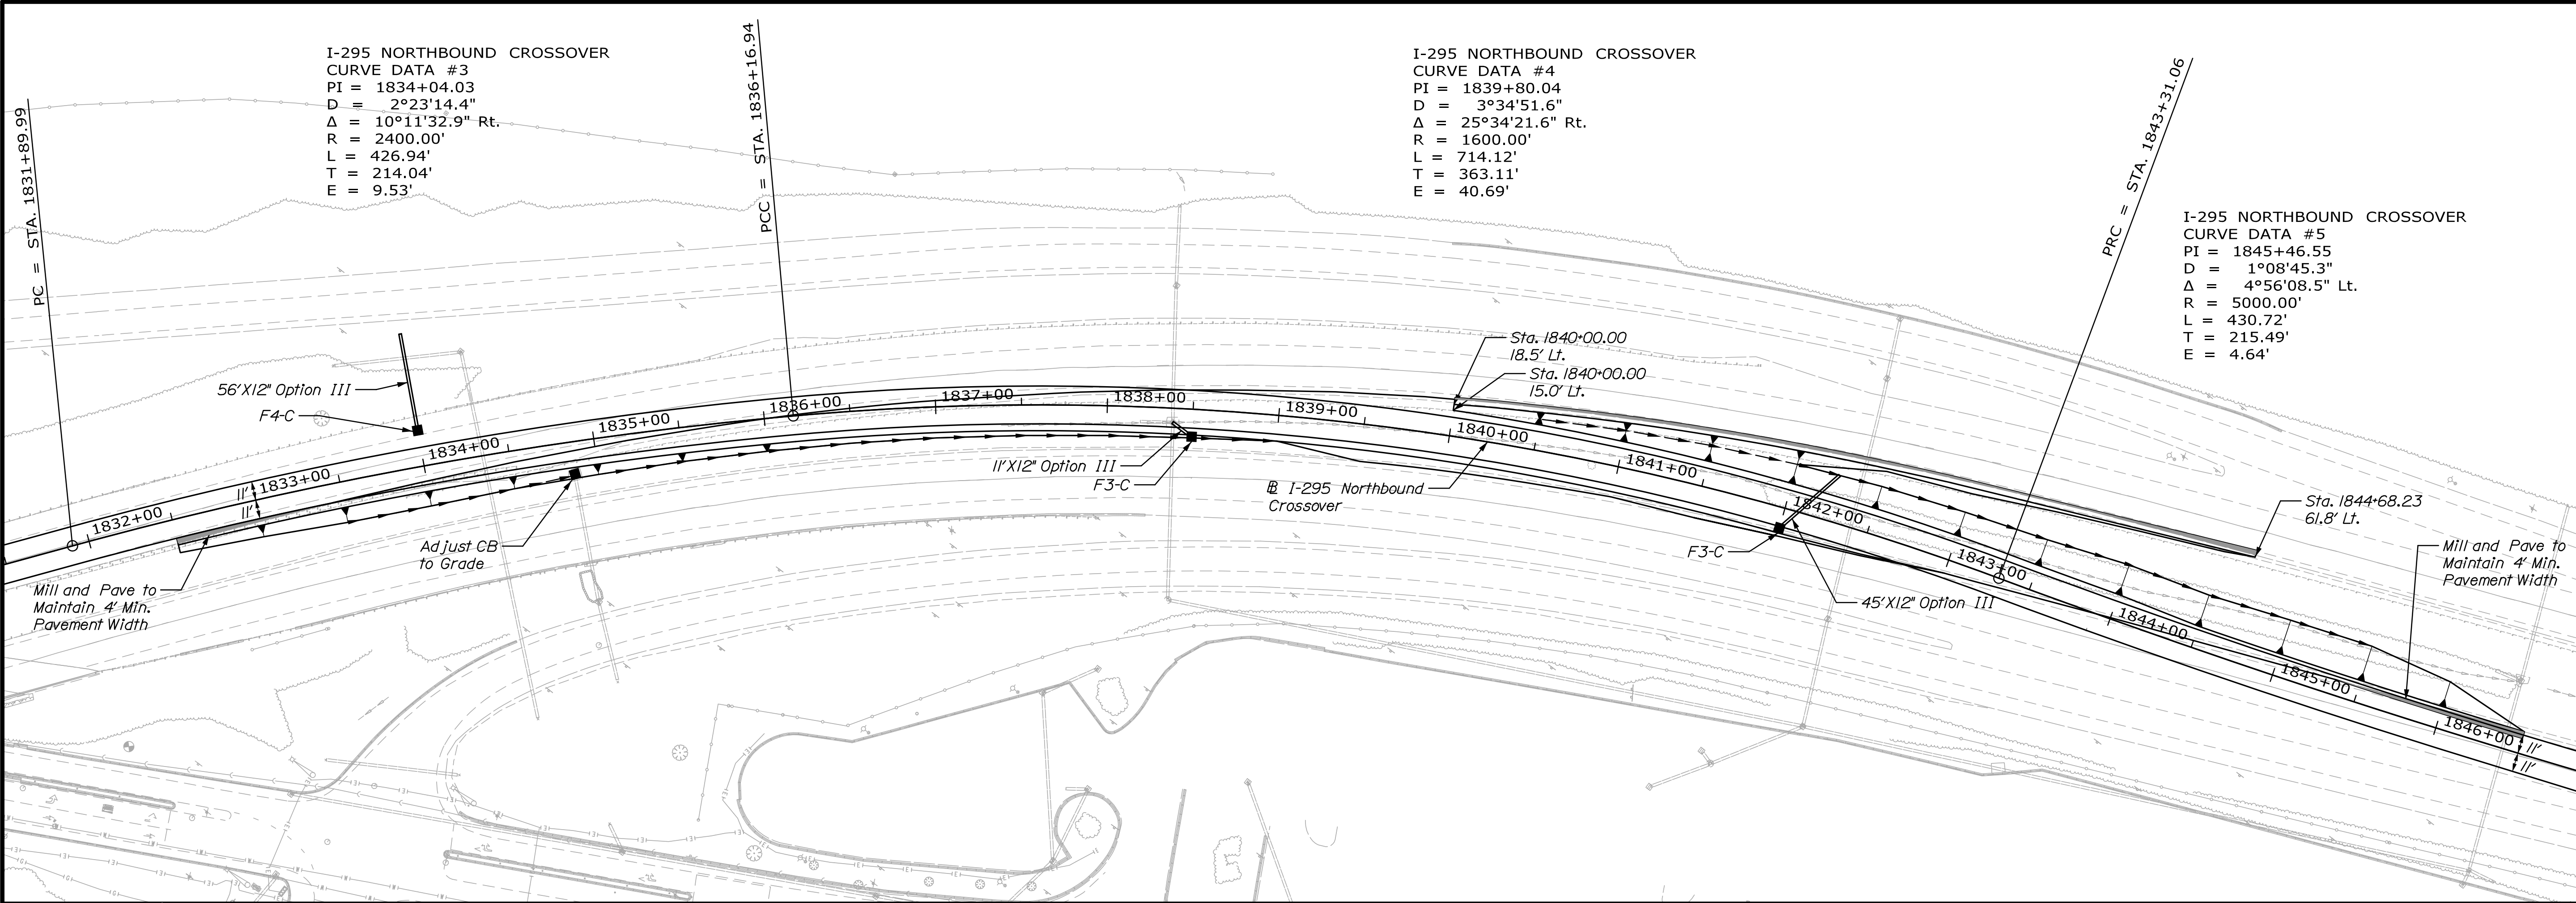 I-295 NORTHBOUND CROSSOVER
CURVE DATA #3
PI = 1834+04.03
D = 2°23'14.4"
Δ = 10°11'32.9" Rt.
R = 2400.00'
L = 426.94'
T = 214.04'
E = 9.53'
I-295 NORTHBOUND CROSSOVER
CURVE DATA #4
PI = 1839+80.04
D = 3°34'51.6"
Δ = 25°34'21.6" Rt.
R = 1600.00'
L = 714.12'
T = 363.11'
E = 40.69'
I-295 NORTHBOUND CROSSOVER
CURVE DATA #5
PI = 1845+46.55
D = 1°08'45.3"
Δ = 4°56'08.5" Lt.
R = 5000.00'
L = 430.72'
T = 215.49'
E = 4.64'
PC = STA. 1831+89.99
PCC = STA. 1836+16.94
PRC = STA. 1843+31.06
56'X12" Option III
F4-C
Sta. 1840+00.00
18.5' Lt.
Sta. 1840+00.00
15.0' Lt.
1832+00
1833+00
1834+00
1835+00
1836+00
1837+00
1838+00
1839+00
1840+00
1841+00
1842+00
1843+00
1844+00
1845+00
1846+00
11'
11'
11'X12" Option III
F3-C
℄ I-295 Northbound
Crossover
Adjust CB
to Grade
Mill and Pave to
Maintain 4' Min.
Pavement Width
F3-C
45'X12" Option III
Sta. 1844+68.23
61.8' Lt.
Mill and Pave to
Maintain 4' Min.
Pavement Width
11'
11'